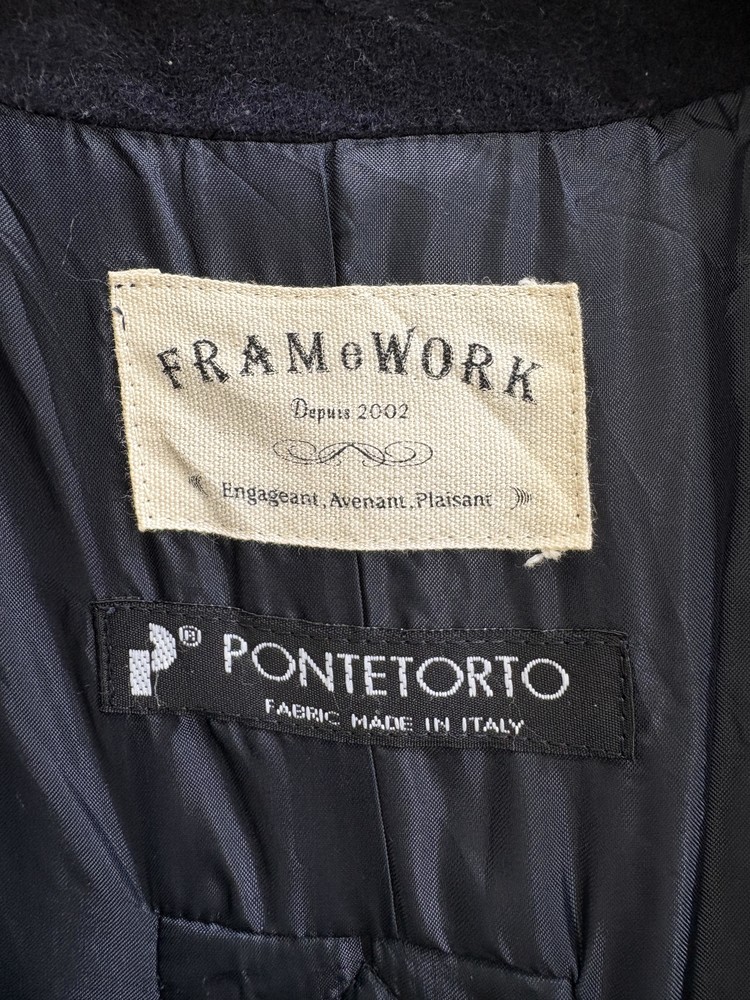 FRAMeWORK
Depuis 2002
Engageant, Avenant, Plaisant
P® PONTETORTO
FABRIC MADE IN ITALY